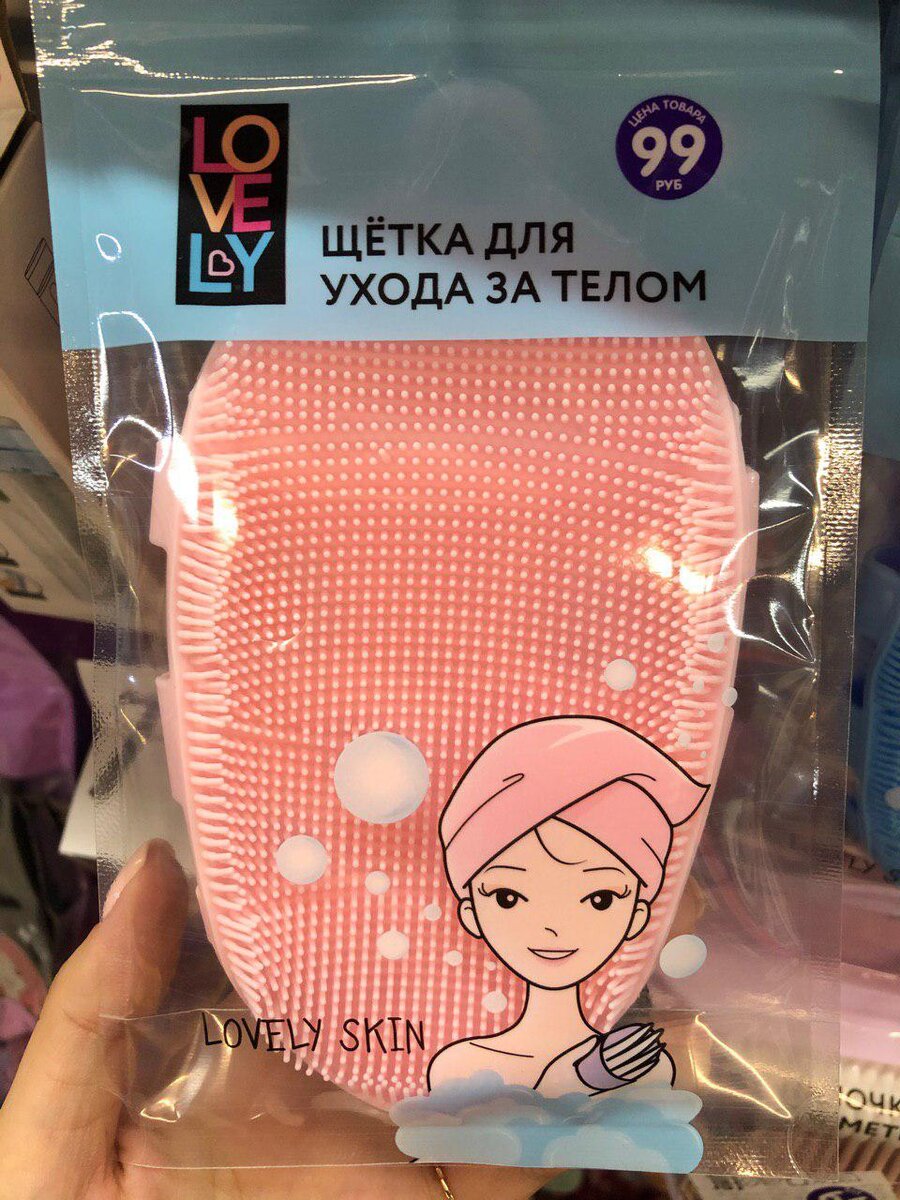 LO
VE
LY
ЦЕНА ТОВАРА
99
РУБ
ЩЁТКА ДЛЯ
УХОДА ЗА ТЕЛОМ
LOVELY SKIN